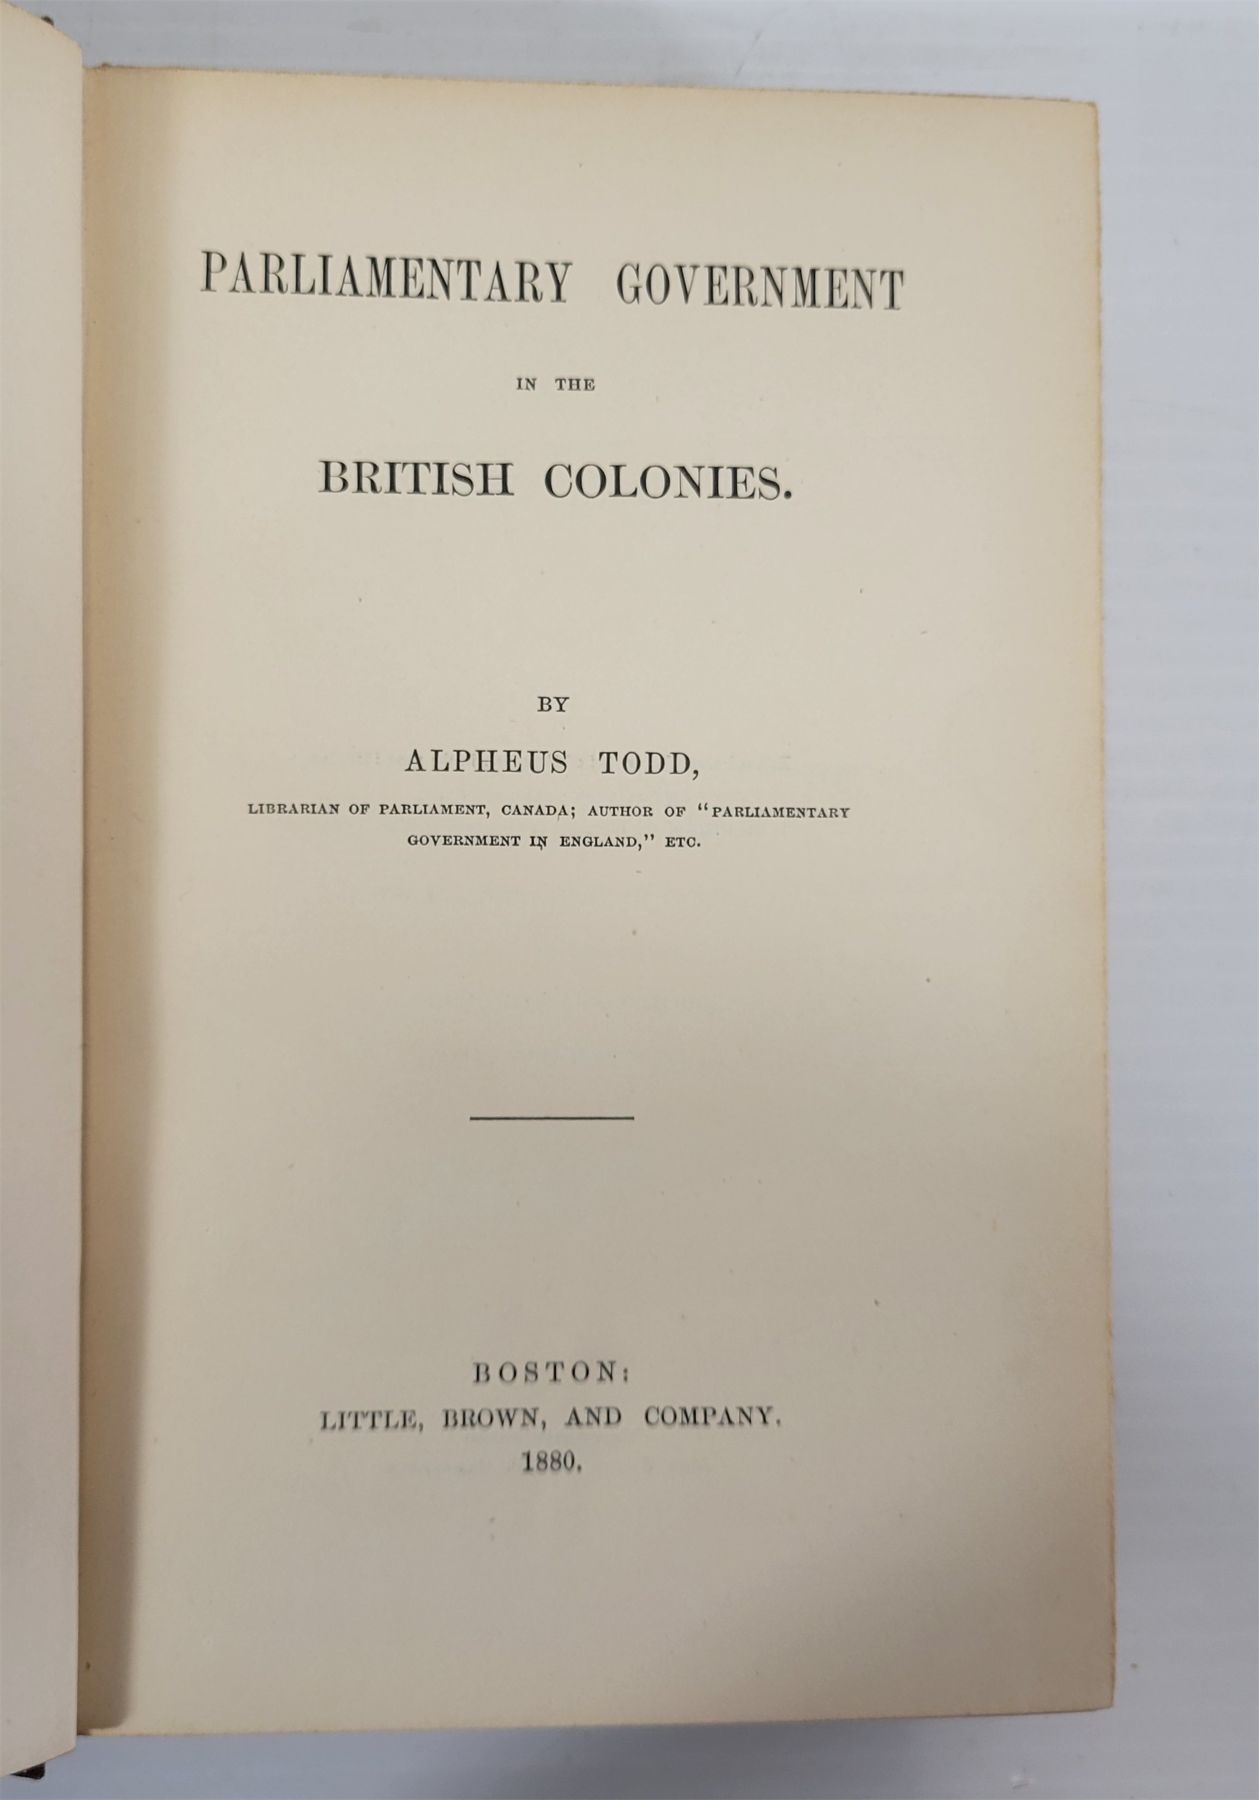 PARLIAMENTARY GOVERNMENT
IN THE
BRITISH COLONIES.
BY
ALPHEUS TODD,
LIBRARIAN OF PARLIAMENT, CANADA; AUTHOR OF “PARLIAMENTARY
GOVERNMENT IN ENGLAND,” ETC.
BOSTON:
LITTLE, BROWN, AND COMPANY.
1880.